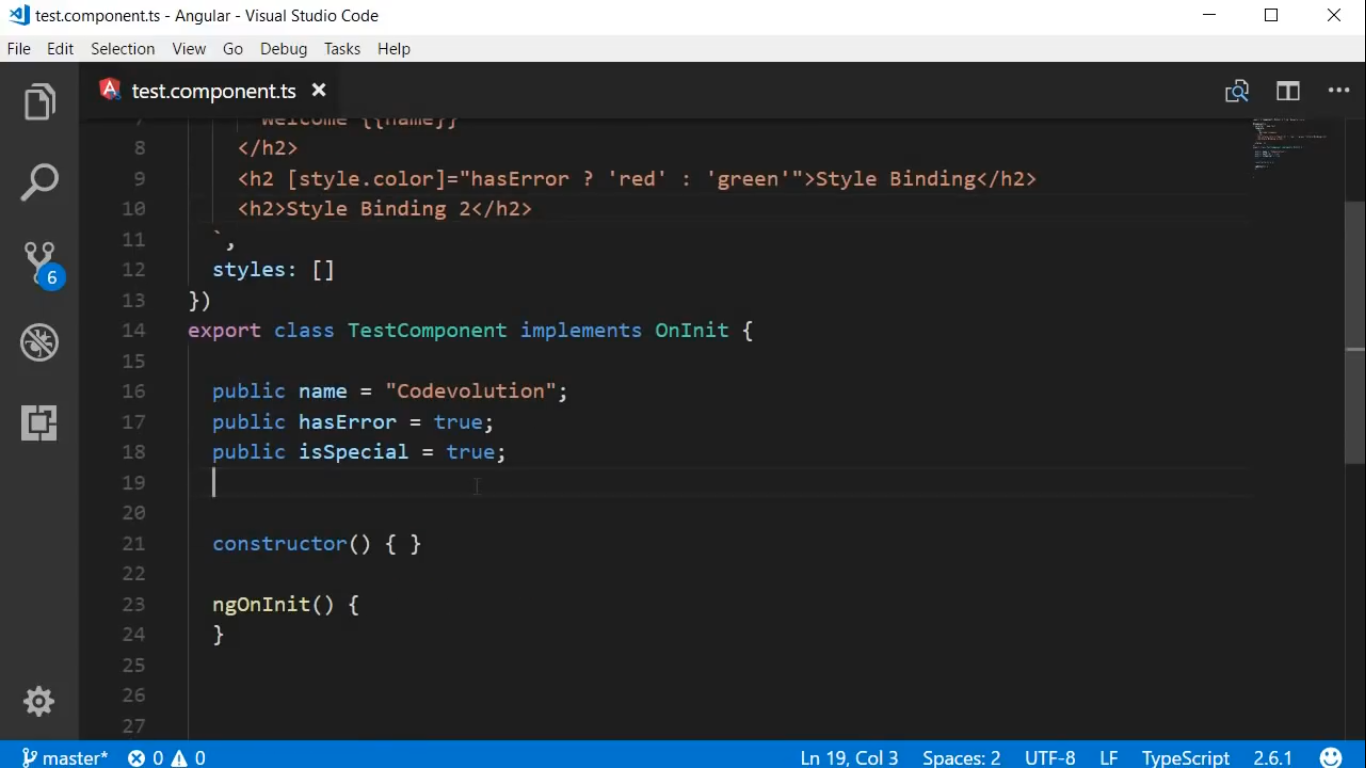 test.component.ts - Angular - Visual Studio Code
File Edit Selection View Go Debug Tasks Help
test.component.ts
7 Welcome {{name}}
8 </h2>
9 <h2 [style.color]="hasError ? 'red' : 'green'">Style Binding</h2>
10 <h2>Style Binding 2</h2>
11 `,
12 styles: []
13 })
14 export class TestComponent implements OnInit {
15
16 public name = "Codevolution";
17 public hasError = true;
18 public isSpecial = true;
19
20
21 constructor() { }
22
23 ngOnInit() {
24 }
25
26
27
6
master* 0 0 Ln 19, Col 3 Spaces: 2 UTF-8 LF TypeScript 2.6.1